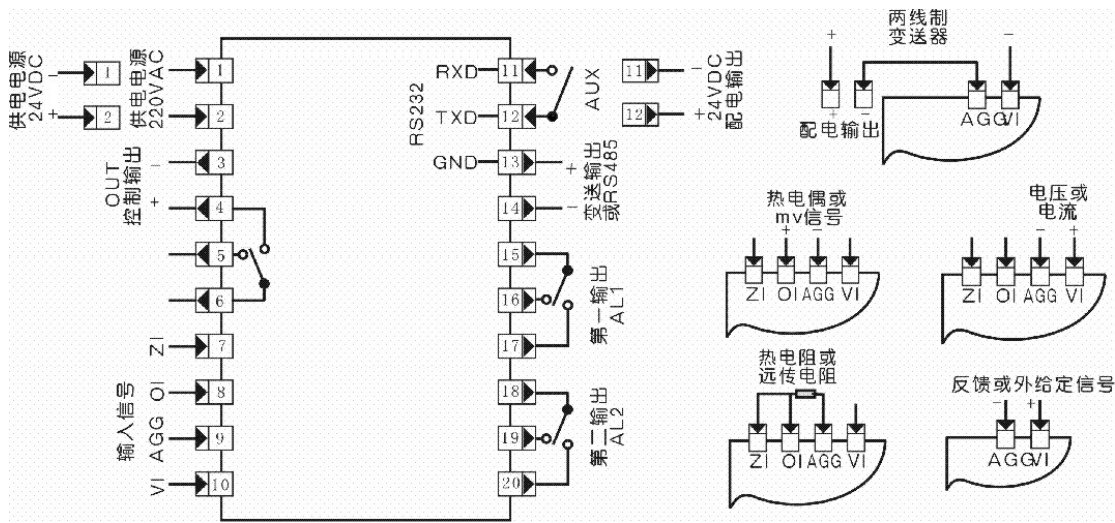 供电电源
24VDC
-
+
1
2
供电电源
220VAC
1
2
3
4
5
6
7
8
9
10
OUT
控制输出
-
+
输入信号
ZI
OI
AGG
VI
RS232
RXD
TXD
GND
11
12
13
14
15
16
17
18
19
20
AUX
11
12
-
+
24VDC
配电输出
+
-
变送输出
或RS485
第一输出
AL1
第二输出
AL2
两线制
变送器
+
-
+
-
配电输出
AGG
VI
热电偶或
mv信号
+
-
ZI
OI
AGG
VI
电压或
电流
-
+
ZI
OI
AGG
VI
热电阻或
远传电阻
ZI
OI
AGG
VI
反馈或外给定信号
-
+
AGG
VI